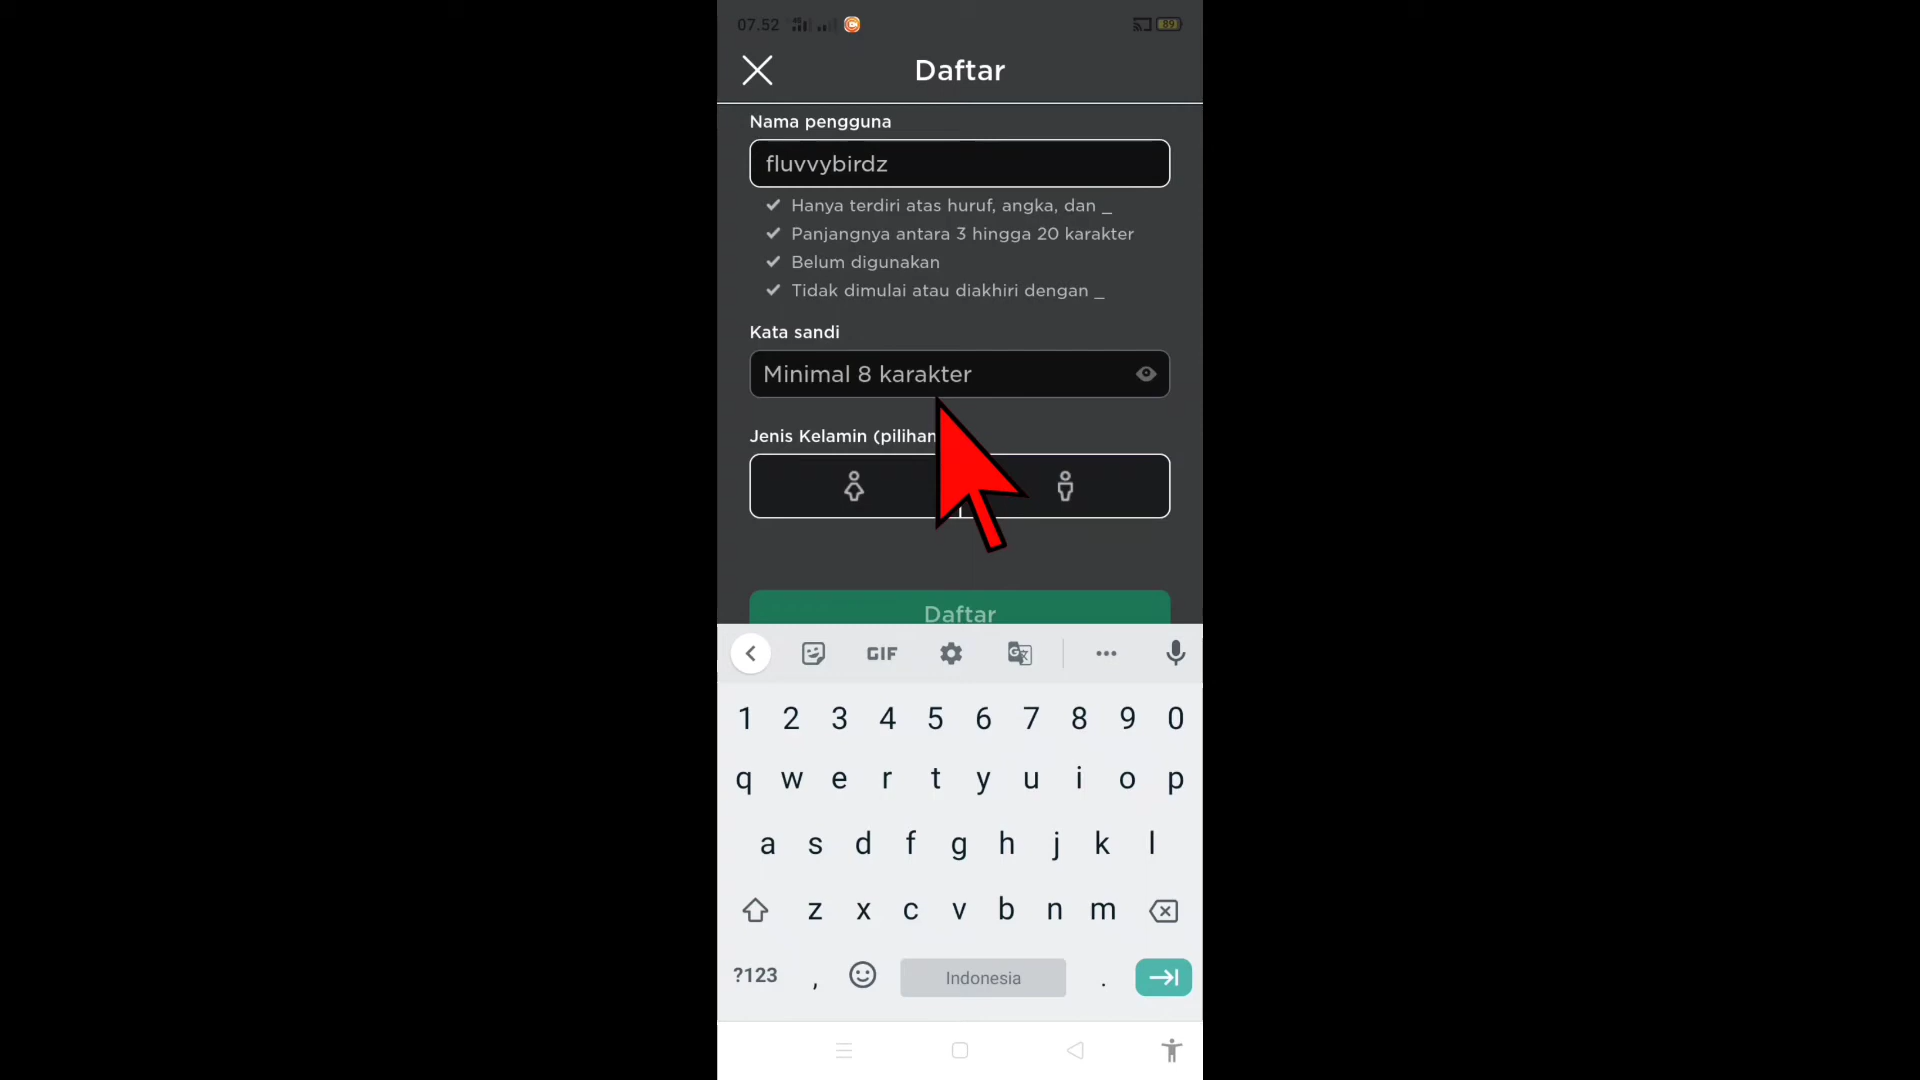 07.52 89
Daftar
Nama pengguna
fluvvybirdz
Hanya terdiri atas huruf, angka, dan _
Panjangnya antara 3 hingga 20 karakter
Belum digunakan
Tidak dimulai atau diakhiri dengan _
Kata sandi
Minimal 8 karakter
Jenis Kelamin (pilihan
Daftar
GIF
1 2 3 4 5 6 7 8 9 0
q w e r t y u i o p
a s d f g h j k l
z x c v b n m
?123 , Indonesia .